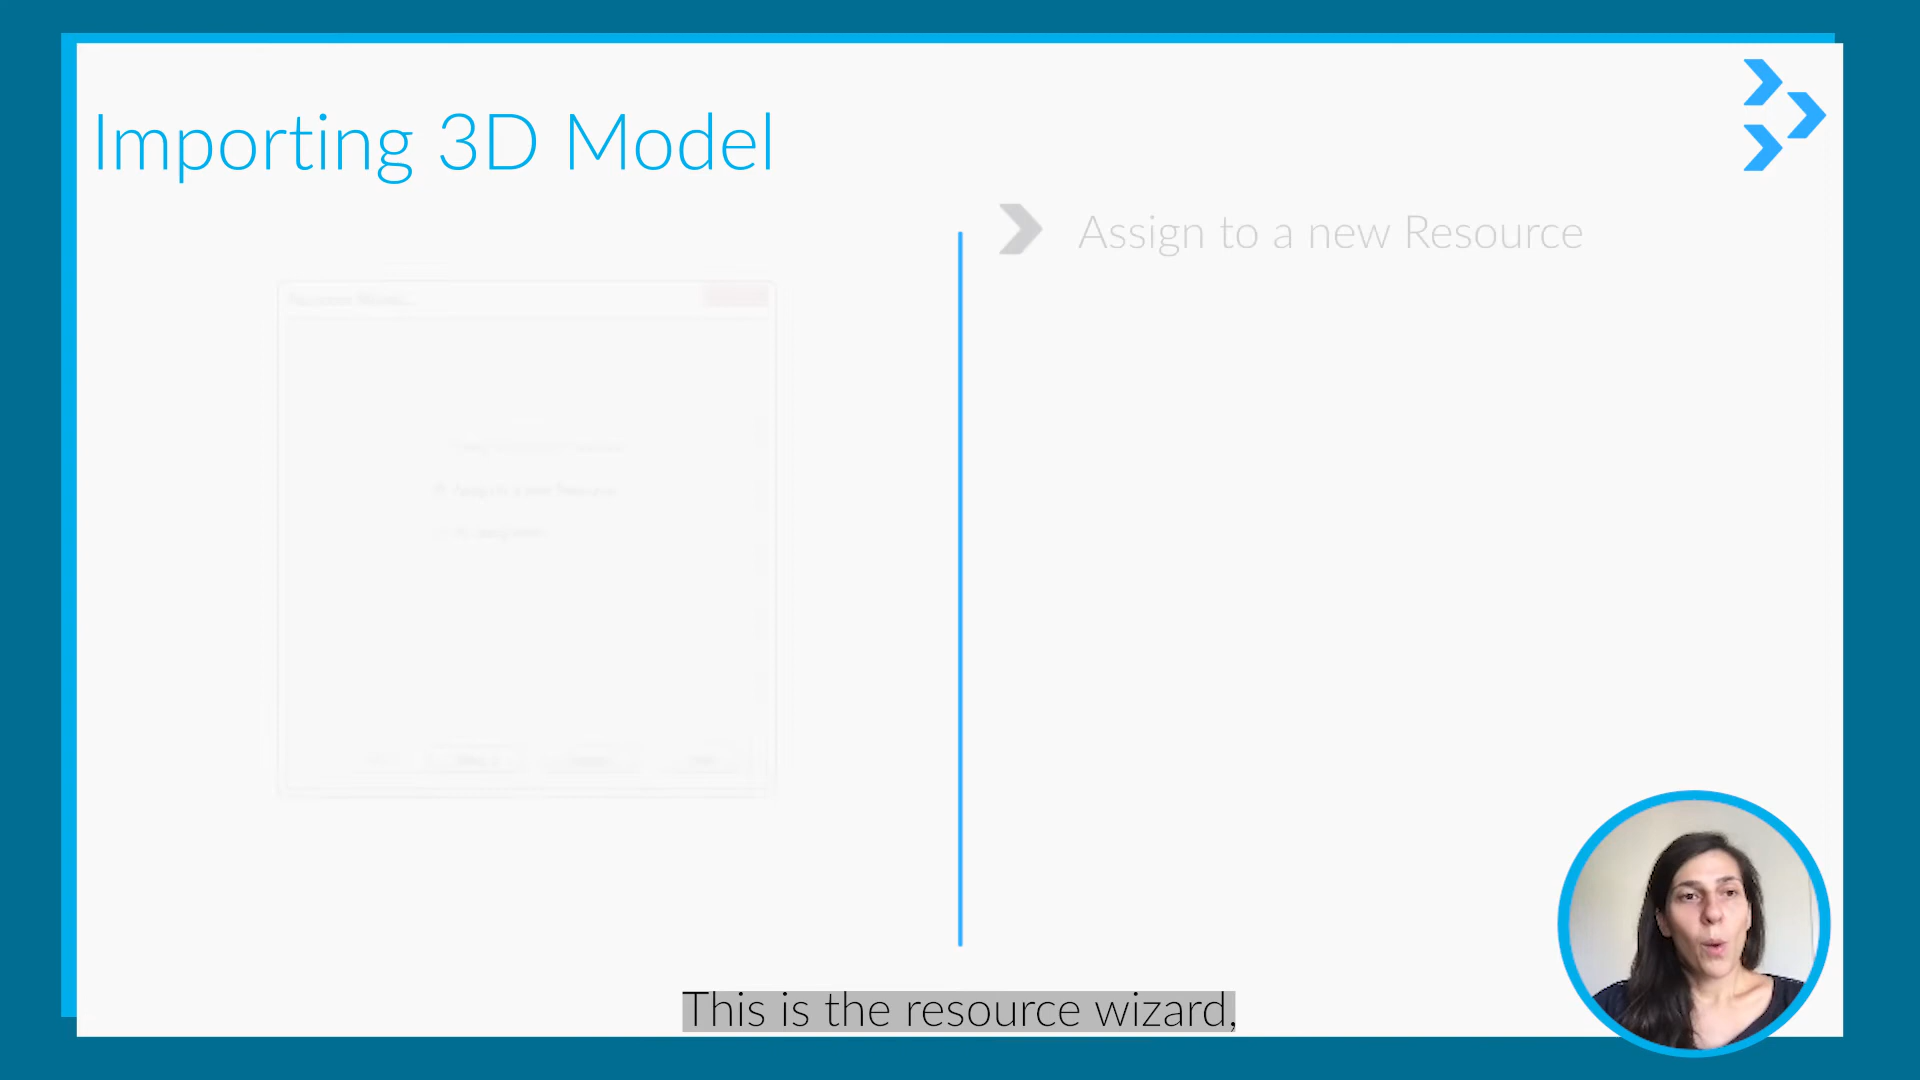 Importing 3D Model
Assign to a new Resource
This is the resource wizard,